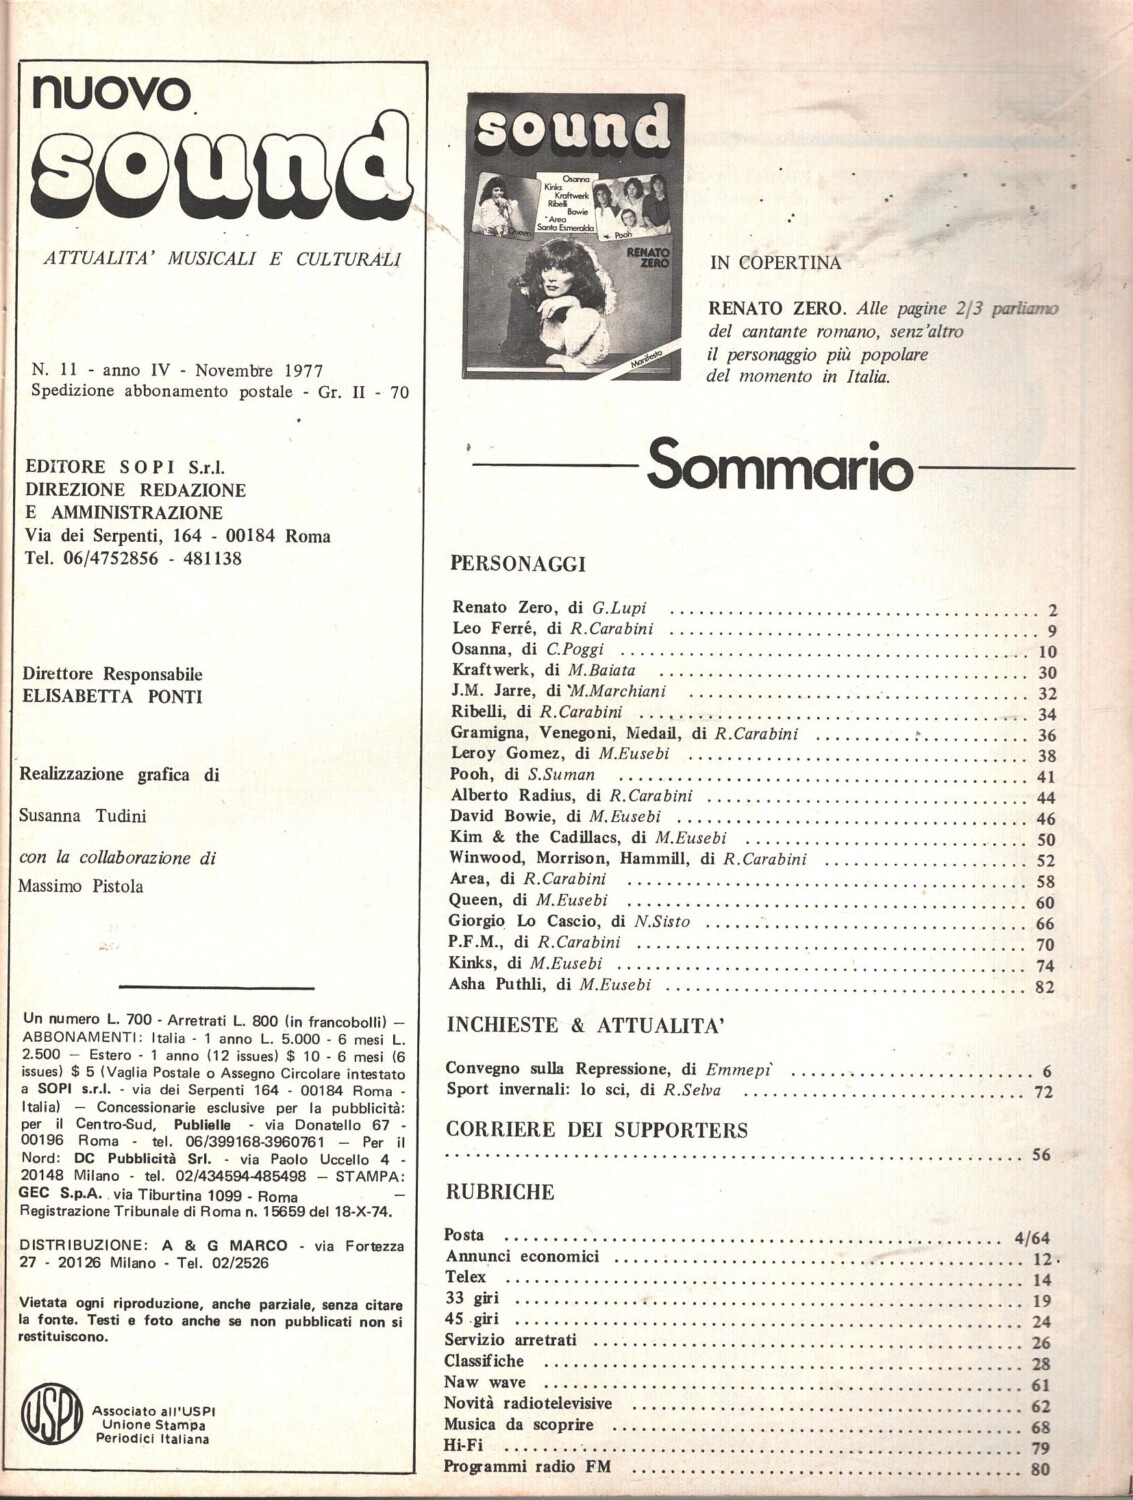 nuovo
sound
ATTUALITA' MUSICALI E CULTURALI
N. 11 - anno IV - Novembre 1977
Spedizione abbonamento postale - Gr. II - 70
EDITORE S O P I S.r.l.
DIREZIONE REDAZIONE
E AMMINISTRAZIONE
Via dei Serpenti, 164 - 00184 Roma
Tel. 06/4752856 - 481138
Direttore Responsabile
ELISABETTA PONTI
Realizzazione grafica di
Susanna Tudini
con la collaborazione di
Massimo Pistola
Un numero L. 700 - Arretrati L. 800 (in francobolli) —
ABBONAMENTI: Italia - 1 anno L. 5.000 - 6 mesi L.
2.500 — Estero - 1 anno (12 issues) $ 10 - 6 mesi (6
issues) $ 5 (Vaglia Postale o Assegno Circolare intestato
a SOPI s.r.l. - via dei Serpenti 164 - 00184 Roma -
Italia) — Concessionarie esclusive per la pubblicità:
per il Centro-Sud, Publielle - via Donatello 67 -
00196 Roma - tel. 06/399168-3960761 — Per il
Nord: DC Pubblicità Srl. - via Paolo Uccello 4 -
20148 Milano - tel. 02/434594-485498 — STAMPA:
GEC S.p.A. via Tiburtina 1099 - Roma —
Registrazione Tribunale di Roma n. 15659 del 18-X-74.
DISTRIBUZIONE: A & G MARCO - via Fortezza
27 - 20126 Milano - Tel. 02/2526
Vietata ogni riproduzione, anche parziale, senza citare
la fonte. Testi e foto anche se non pubblicati non si
restituiscono.
USPI
Associato all'USPI
Unione Stampa
Periodici Italiana
sound
Osanna
Kinks
Kraftwerk
Ribelli
Bowie
Area
Santa Esmeralda
Queen
Pooh
RENATO
ZERO
Manifesto
IN COPERTINA
RENATO ZERO. Alle pagine 2/3 parliamo
del cantante romano, senz'altro
il personaggio più popolare
del momento in Italia.
Sommario
PERSONAGGI
Renato Zero, di G.Lupi ........ 2
Leo Ferré, di R.Carabini ........ 9
Osanna, di C.Poggi ........ 10
Kraftwerk, di M.Baiata ........ 30
J.M. Jarre, di M.Marchiani ........ 32
Ribelli, di R.Carabini ........ 34
Gramigna, Venegoni, Medail, di R.Carabini ........ 36
Leroy Gomez, di M.Eusebi ........ 38
Pooh, di S.Suman ........ 41
Alberto Radius, di R.Carabini ........ 44
David Bowie, di M.Eusebi ........ 46
Kim & the Cadillacs, di M.Eusebi ........ 50
Winwood, Morrison, Hammill, di R.Carabini ........ 52
Area, di R.Carabini ........ 58
Queen, di M.Eusebi ........ 60
Giorgio Lo Cascio, di N.Sisto ........ 66
P.F.M., di R.Carabini ........ 70
Kinks, di M.Eusebi ........ 74
Asha Puthli, di M.Eusebi ........ 82
INCHIESTE & ATTUALITA'
Convegno sulla Repressione, di Emmepì ........ 6
Sport invernali: lo sci, di R.Selva ........ 72
CORRIERE DEI SUPPORTERS
........ 56
RUBRICHE
Posta ........ 4/64
Annunci economici ........ 12
Telex ........ 14
33 giri ........ 19
45 giri ........ 24
Servizio arretrati ........ 26
Classifiche ........ 28
Naw wave ........ 61
Novità radiotelevisive ........ 62
Musica da scoprire ........ 68
Hi-Fi ........ 79
Programmi radio FM ........ 80